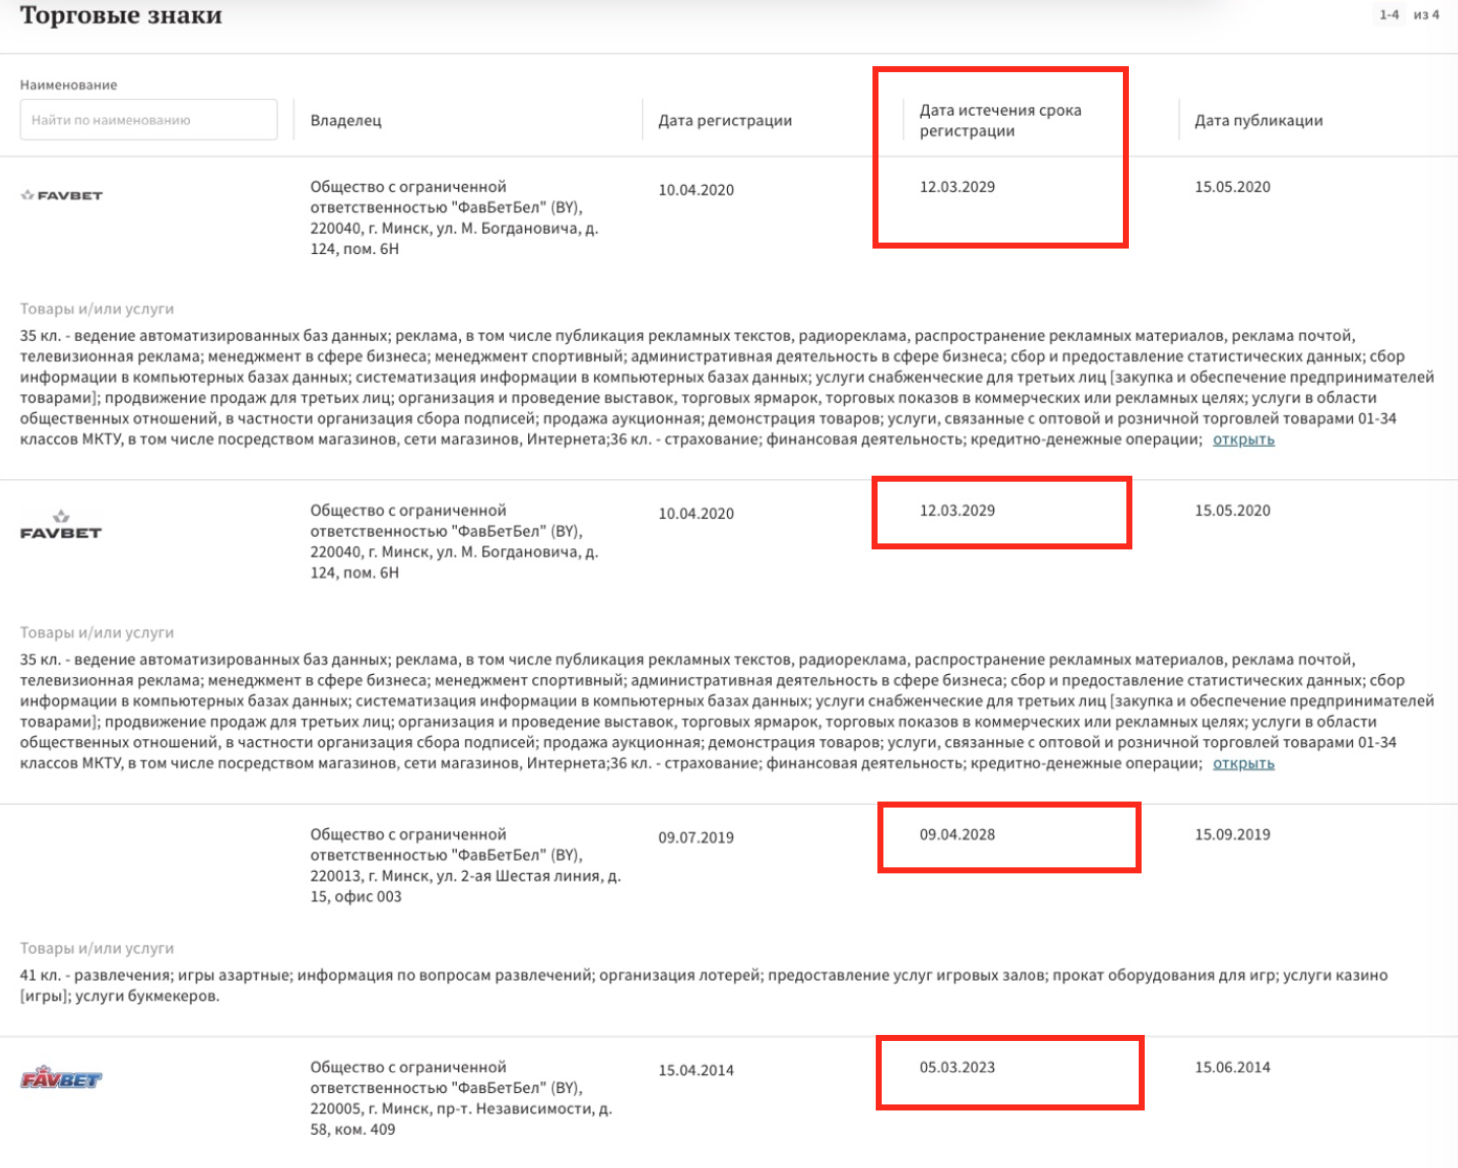 Торговые знаки
1-4 из 4
Наименование
Найти по наименованию
Владелец
Дата регистрации
Дата истечения срока
регистрации
Дата публикации
FAVBET
Общество с ограниченной
ответственностью "ФавБетБел" (BY),
220040, г. Минск, ул. М. Богдановича, д.
124, пом. 6Н
10.04.2020
12.03.2029
15.05.2020
Товары и/или услуги
35 кл. - ведение автоматизированных баз данных; реклама, в том числе публикация рекламных текстов, радиореклама, распространение рекламных материалов, реклама почтой,
телевизионная реклама; менеджмент в сфере бизнеса; менеджмент спортивный; административная деятельность в сфере бизнеса; сбор и предоставление статистических данных; сбор
информации в компьютерных базах данных; систематизация информации в компьютерных базах данных; услуги снабженческие для третьих лиц [закупка и обеспечение предпринимателей
товарами]; продвижение продаж для третьих лиц; организация и проведение выставок, торговых ярмарок, торговых показов в коммерческих или рекламных целях; услуги в области
общественных отношений, в частности организация сбора подписей; продажа аукционная; демонстрация товаров; услуги, связанные с оптовой и розничной торговлей товарами 01-34
классов МКТУ, в том числе посредством магазинов, сети магазинов, Интернета;36 кл. - страхование; финансовая деятельность; кредитно-денежные операции; открыть
FAVBET
Общество с ограниченной
ответственностью "ФавБетБел" (BY),
220040, г. Минск, ул. М. Богдановича, д.
124, пом. 6Н
10.04.2020
12.03.2029
15.05.2020
Товары и/или услуги
35 кл. - ведение автоматизированных баз данных; реклама, в том числе публикация рекламных текстов, радиореклама, распространение рекламных материалов, реклама почтой,
телевизионная реклама; менеджмент в сфере бизнеса; менеджмент спортивный; административная деятельность в сфере бизнеса; сбор и предоставление статистических данных; сбор
информации в компьютерных базах данных; систематизация информации в компьютерных базах данных; услуги снабженческие для третьих лиц [закупка и обеспечение предпринимателей
товарами]; продвижение продаж для третьих лиц; организация и проведение выставок, торговых ярмарок, торговых показов в коммерческих или рекламных целях; услуги в области
общественных отношений, в частности организация сбора подписей; продажа аукционная; демонстрация товаров; услуги, связанные с оптовой и розничной торговлей товарами 01-34
классов МКТУ, в том числе посредством магазинов, сети магазинов, Интернета;36 кл. - страхование; финансовая деятельность; кредитно-денежные операции; открыть
Общество с ограниченной
ответственностью "ФавБетБел" (BY),
220013, г. Минск, ул. 2-ая Шестая линия, д.
15, офис 003
09.07.2019
09.04.2028
15.09.2019
Товары и/или услуги
41 кл. - развлечения; игры азартные; информация по вопросам развлечений; организация лотерей; предоставление услуг игровых залов; прокат оборудования для игр; услуги казино
[игры]; услуги букмекеров.
FAVBET
Общество с ограниченной
ответственностью "ФавБетБел" (BY),
220005, г. Минск, пр-т. Независимости, д.
58, ком. 409
15.04.2014
05.03.2023
15.06.2014